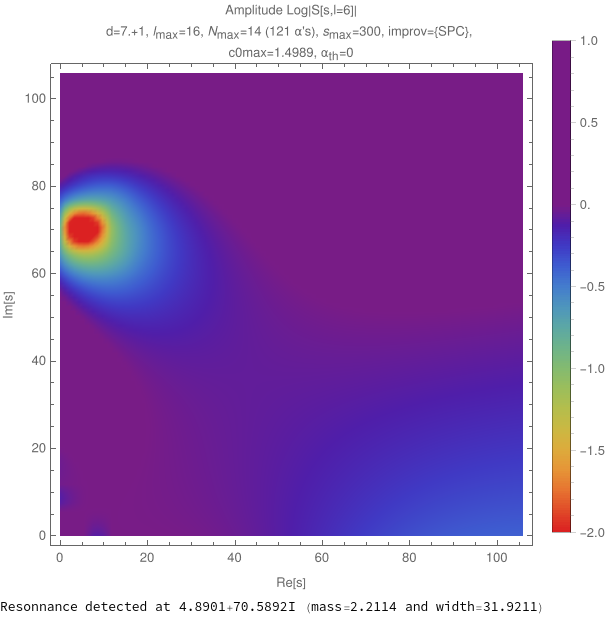 Amplitude Log|S[s,l=6]|
d=7.+1, lmax=16, Nmax=14 (121 α's), smax=300, improv={SPC},
c0max=1.4989, αth=0
100
80
60
40
20
0
Im[s]
0 20 40 60 80 100
Re[s]
1.0
0.5
0.
−0.5
−1.0
−1.5
−2.0
Resonnance detected at 4.8901+70.5892I (mass=2.2114 and width=31.9211)